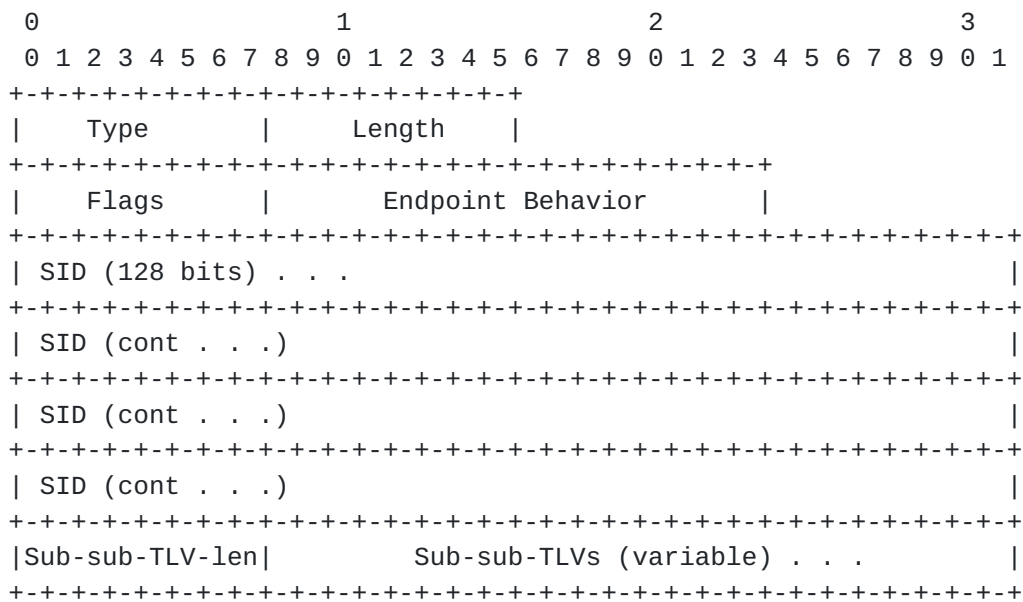 0                   1                   2                   3
 0 1 2 3 4 5 6 7 8 9 0 1 2 3 4 5 6 7 8 9 0 1 2 3 4 5 6 7 8 9 0 1
+-+-+-+-+-+-+-+-+-+-+-+-+-+-+-+-+
|    Type       |     Length    |
+-+-+-+-+-+-+-+-+-+-+-+-+-+-+-+-+-+-+-+-+-+-+-+-+
|    Flags      |       Endpoint Behavior       |
+-+-+-+-+-+-+-+-+-+-+-+-+-+-+-+-+-+-+-+-+-+-+-+-+-+-+-+-+-+-+-+-+
| SID (128 bits) . . .                                          |
+-+-+-+-+-+-+-+-+-+-+-+-+-+-+-+-+-+-+-+-+-+-+-+-+-+-+-+-+-+-+-+-+
| SID (cont . . .)                                              |
+-+-+-+-+-+-+-+-+-+-+-+-+-+-+-+-+-+-+-+-+-+-+-+-+-+-+-+-+-+-+-+-+
| SID (cont . . .)                                              |
+-+-+-+-+-+-+-+-+-+-+-+-+-+-+-+-+-+-+-+-+-+-+-+-+-+-+-+-+-+-+-+-+
| SID (cont . . .)                                              |
+-+-+-+-+-+-+-+-+-+-+-+-+-+-+-+-+-+-+-+-+-+-+-+-+-+-+-+-+-+-+-+-+
|Sub-sub-TLV-len|         Sub-sub-TLVs (variable) . . .         |
+-+-+-+-+-+-+-+-+-+-+-+-+-+-+-+-+-+-+-+-+-+-+-+-+-+-+-+-+-+-+-+-+